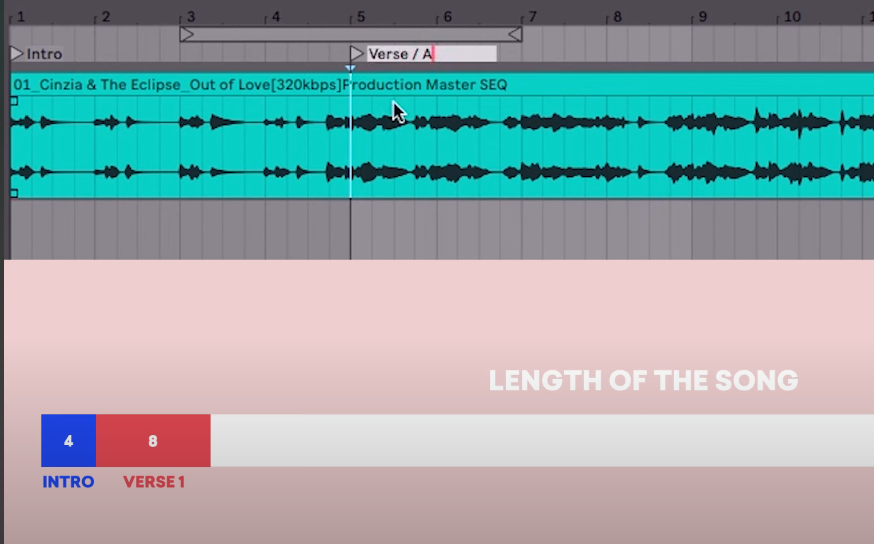 1 2 3 4 5 6 7 8 9 10 1
Intro Verse / A
01_Cinzia & The Eclipse_Out of Love[320kbps]Production Master SEQ
LENGTH OF THE SONG
4 8
INTRO VERSE 1